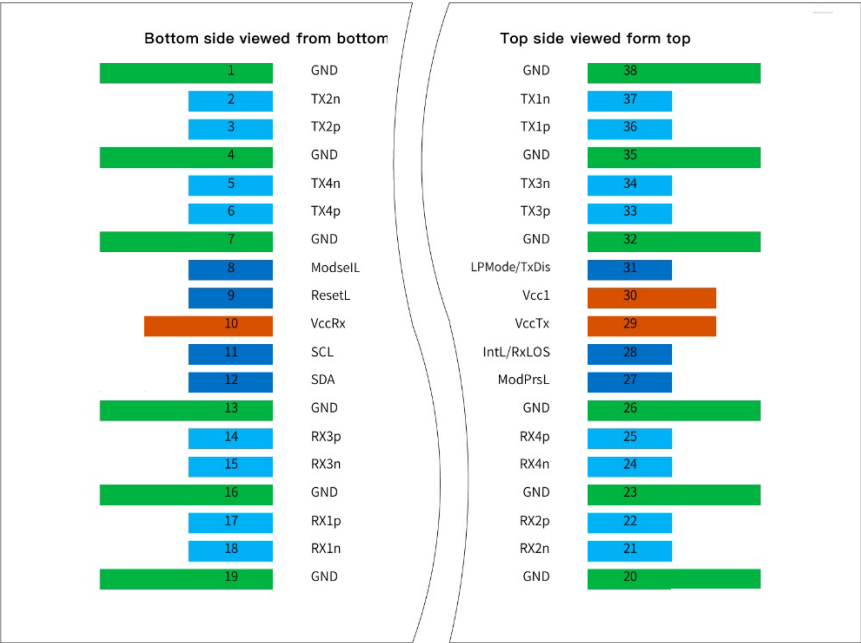 Bottom side viewed from bottom
1 GND
2 TX2n
3 TX2p
4 GND
5 TX4n
6 TX4p
7 GND
8 ModselL
9 ResetL
10 VccRx
11 SCL
12 SDA
13 GND
14 RX3p
15 RX3n
16 GND
17 RX1p
18 RX1n
19 GND
Top side viewed form top
GND 38
TX1n 37
TX1p 36
GND 35
TX3n 34
TX3p 33
GND 32
LPMode/TxDis 31
Vcc1 30
VccTx 29
IntL/RxLOS 28
ModPrsL 27
GND 26
RX4p 25
RX4n 24
GND 23
RX2p 22
RX2n 21
GND 20